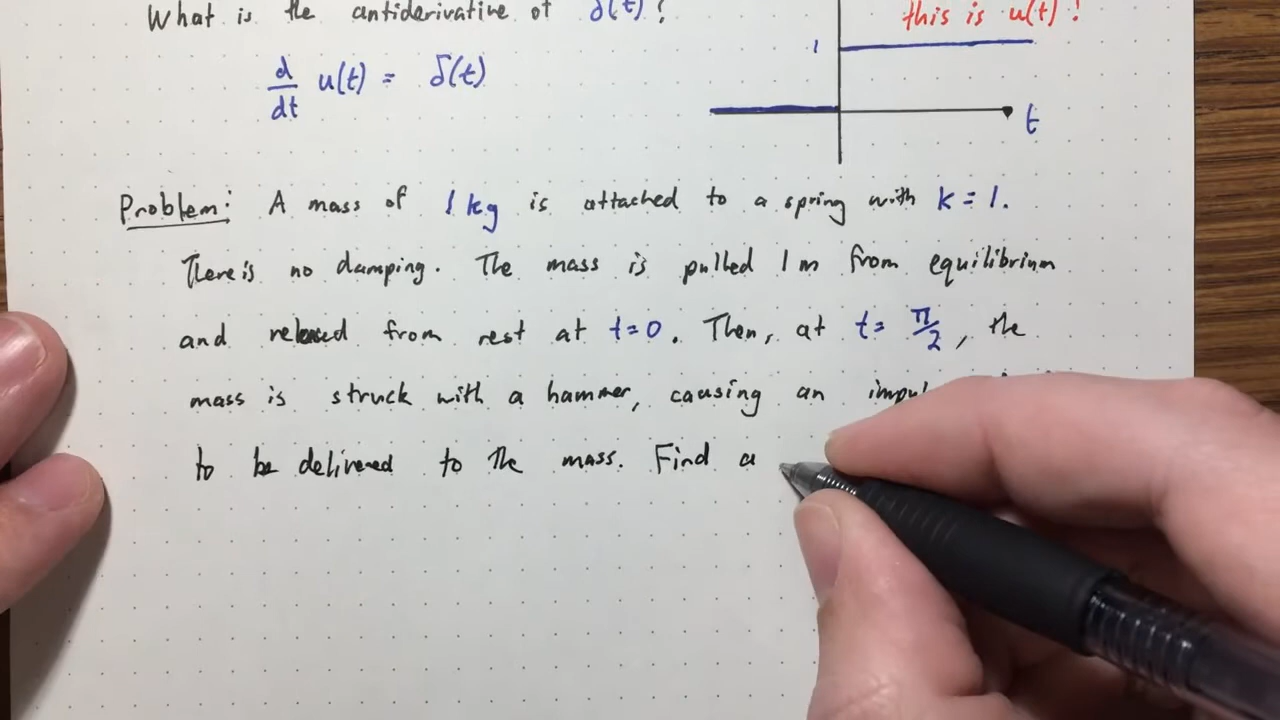 What is the antiderivative of δ(t)?
this is u(t)!
d/dt u(t) = δ(t)
1
t
Problem: A mass of 1 kg is attached to a spring with k = 1.
There is no damping. The mass is pulled 1 m from equilibrium
and released from rest at t=0. Then, at t= π/2, the
mass is struck with a hammer, causing an
to be delivered to the mass. Find a